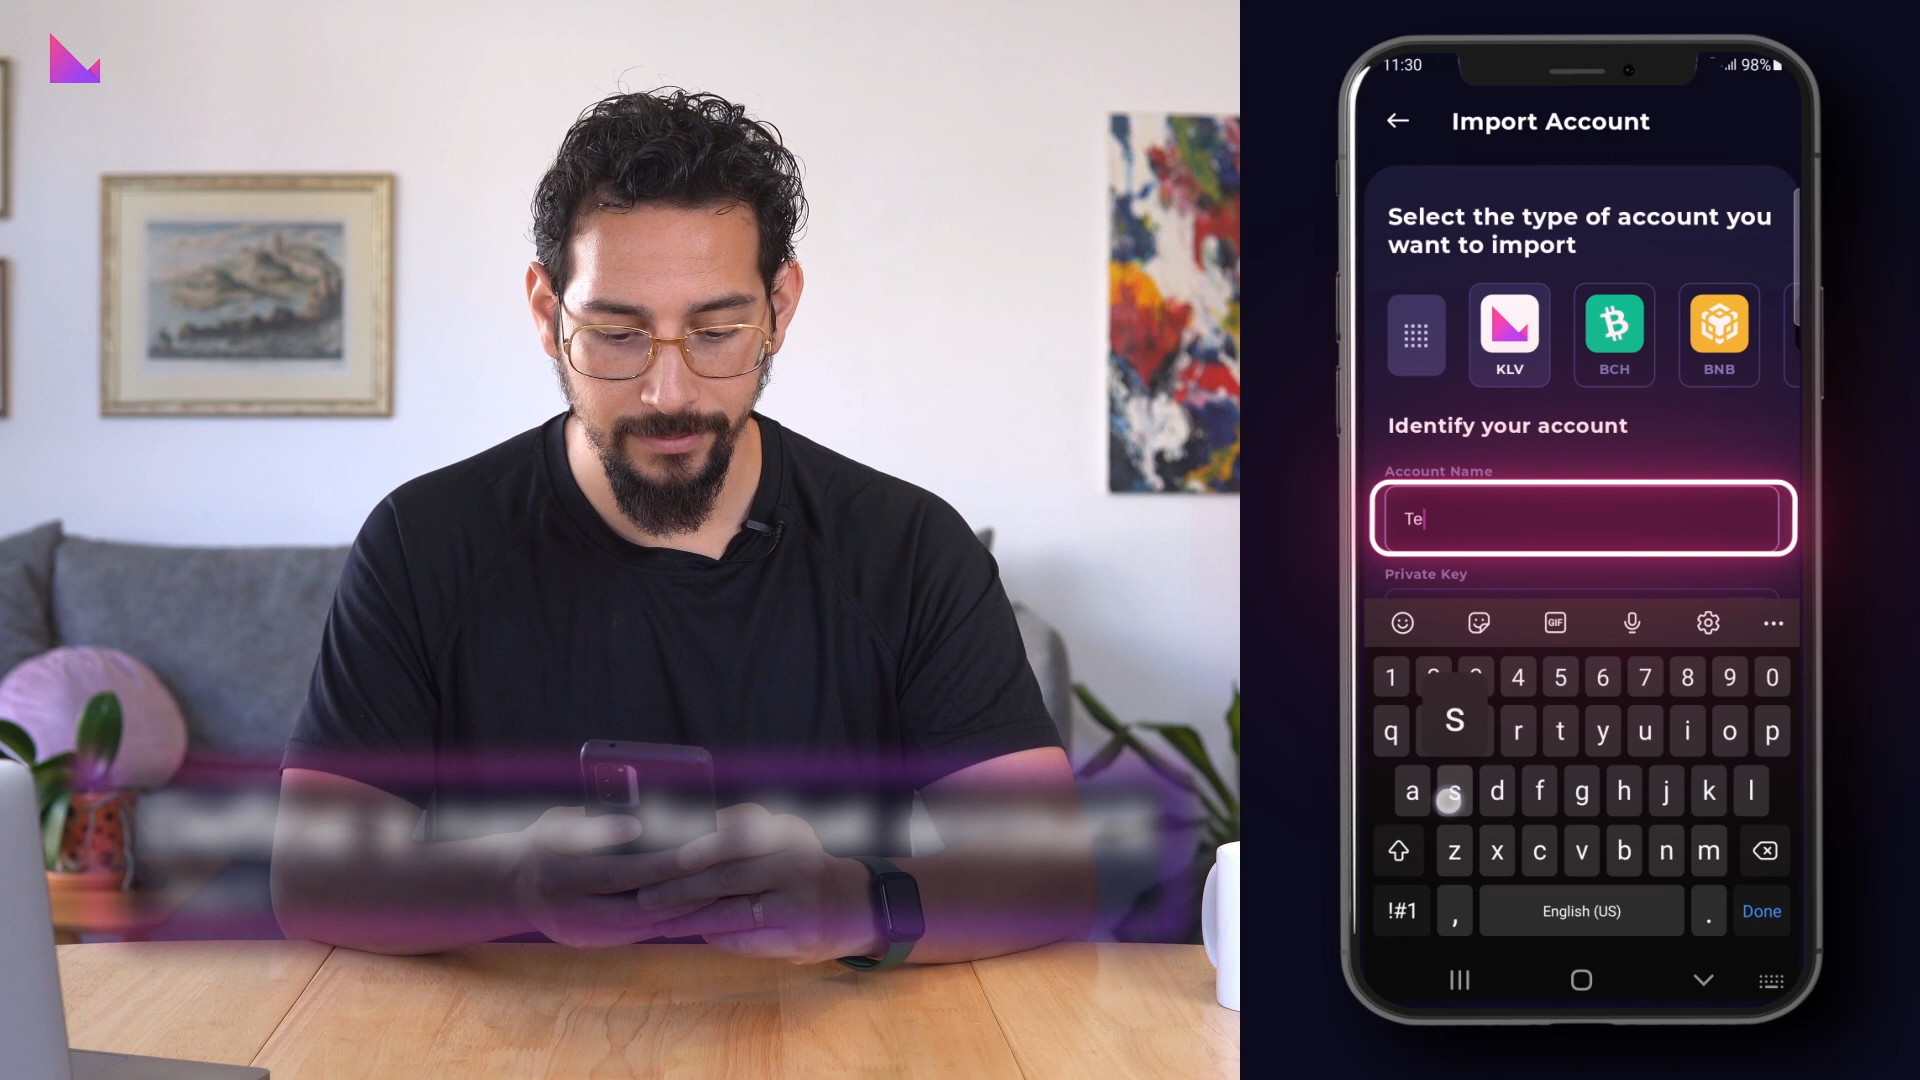 11:30
98%
Import Account
Select the type of account you
want to import
KLV
BCH
BNB
Identify your account
Account Name
Te
Private Key
GIF
1 4 5 6 7 8 9 0
s
q r t y u i o p
a s d f g h j k l
z x c v b n m
!#1 , English (US) . Done